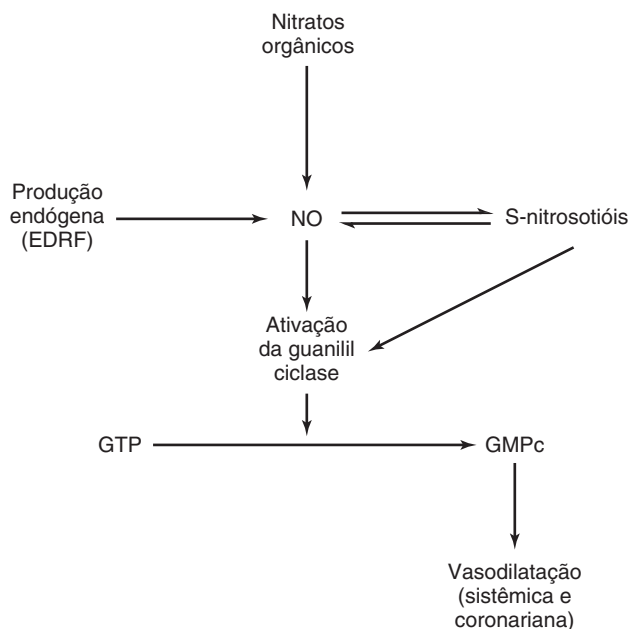 Nitratos
orgânicos
Produção
endógena
(EDRF)
NO
S-nitrosotióis
Ativação
da guanilil
ciclase
GTP
GMPc
Vasodilatação
(sistêmica e
coronariana)